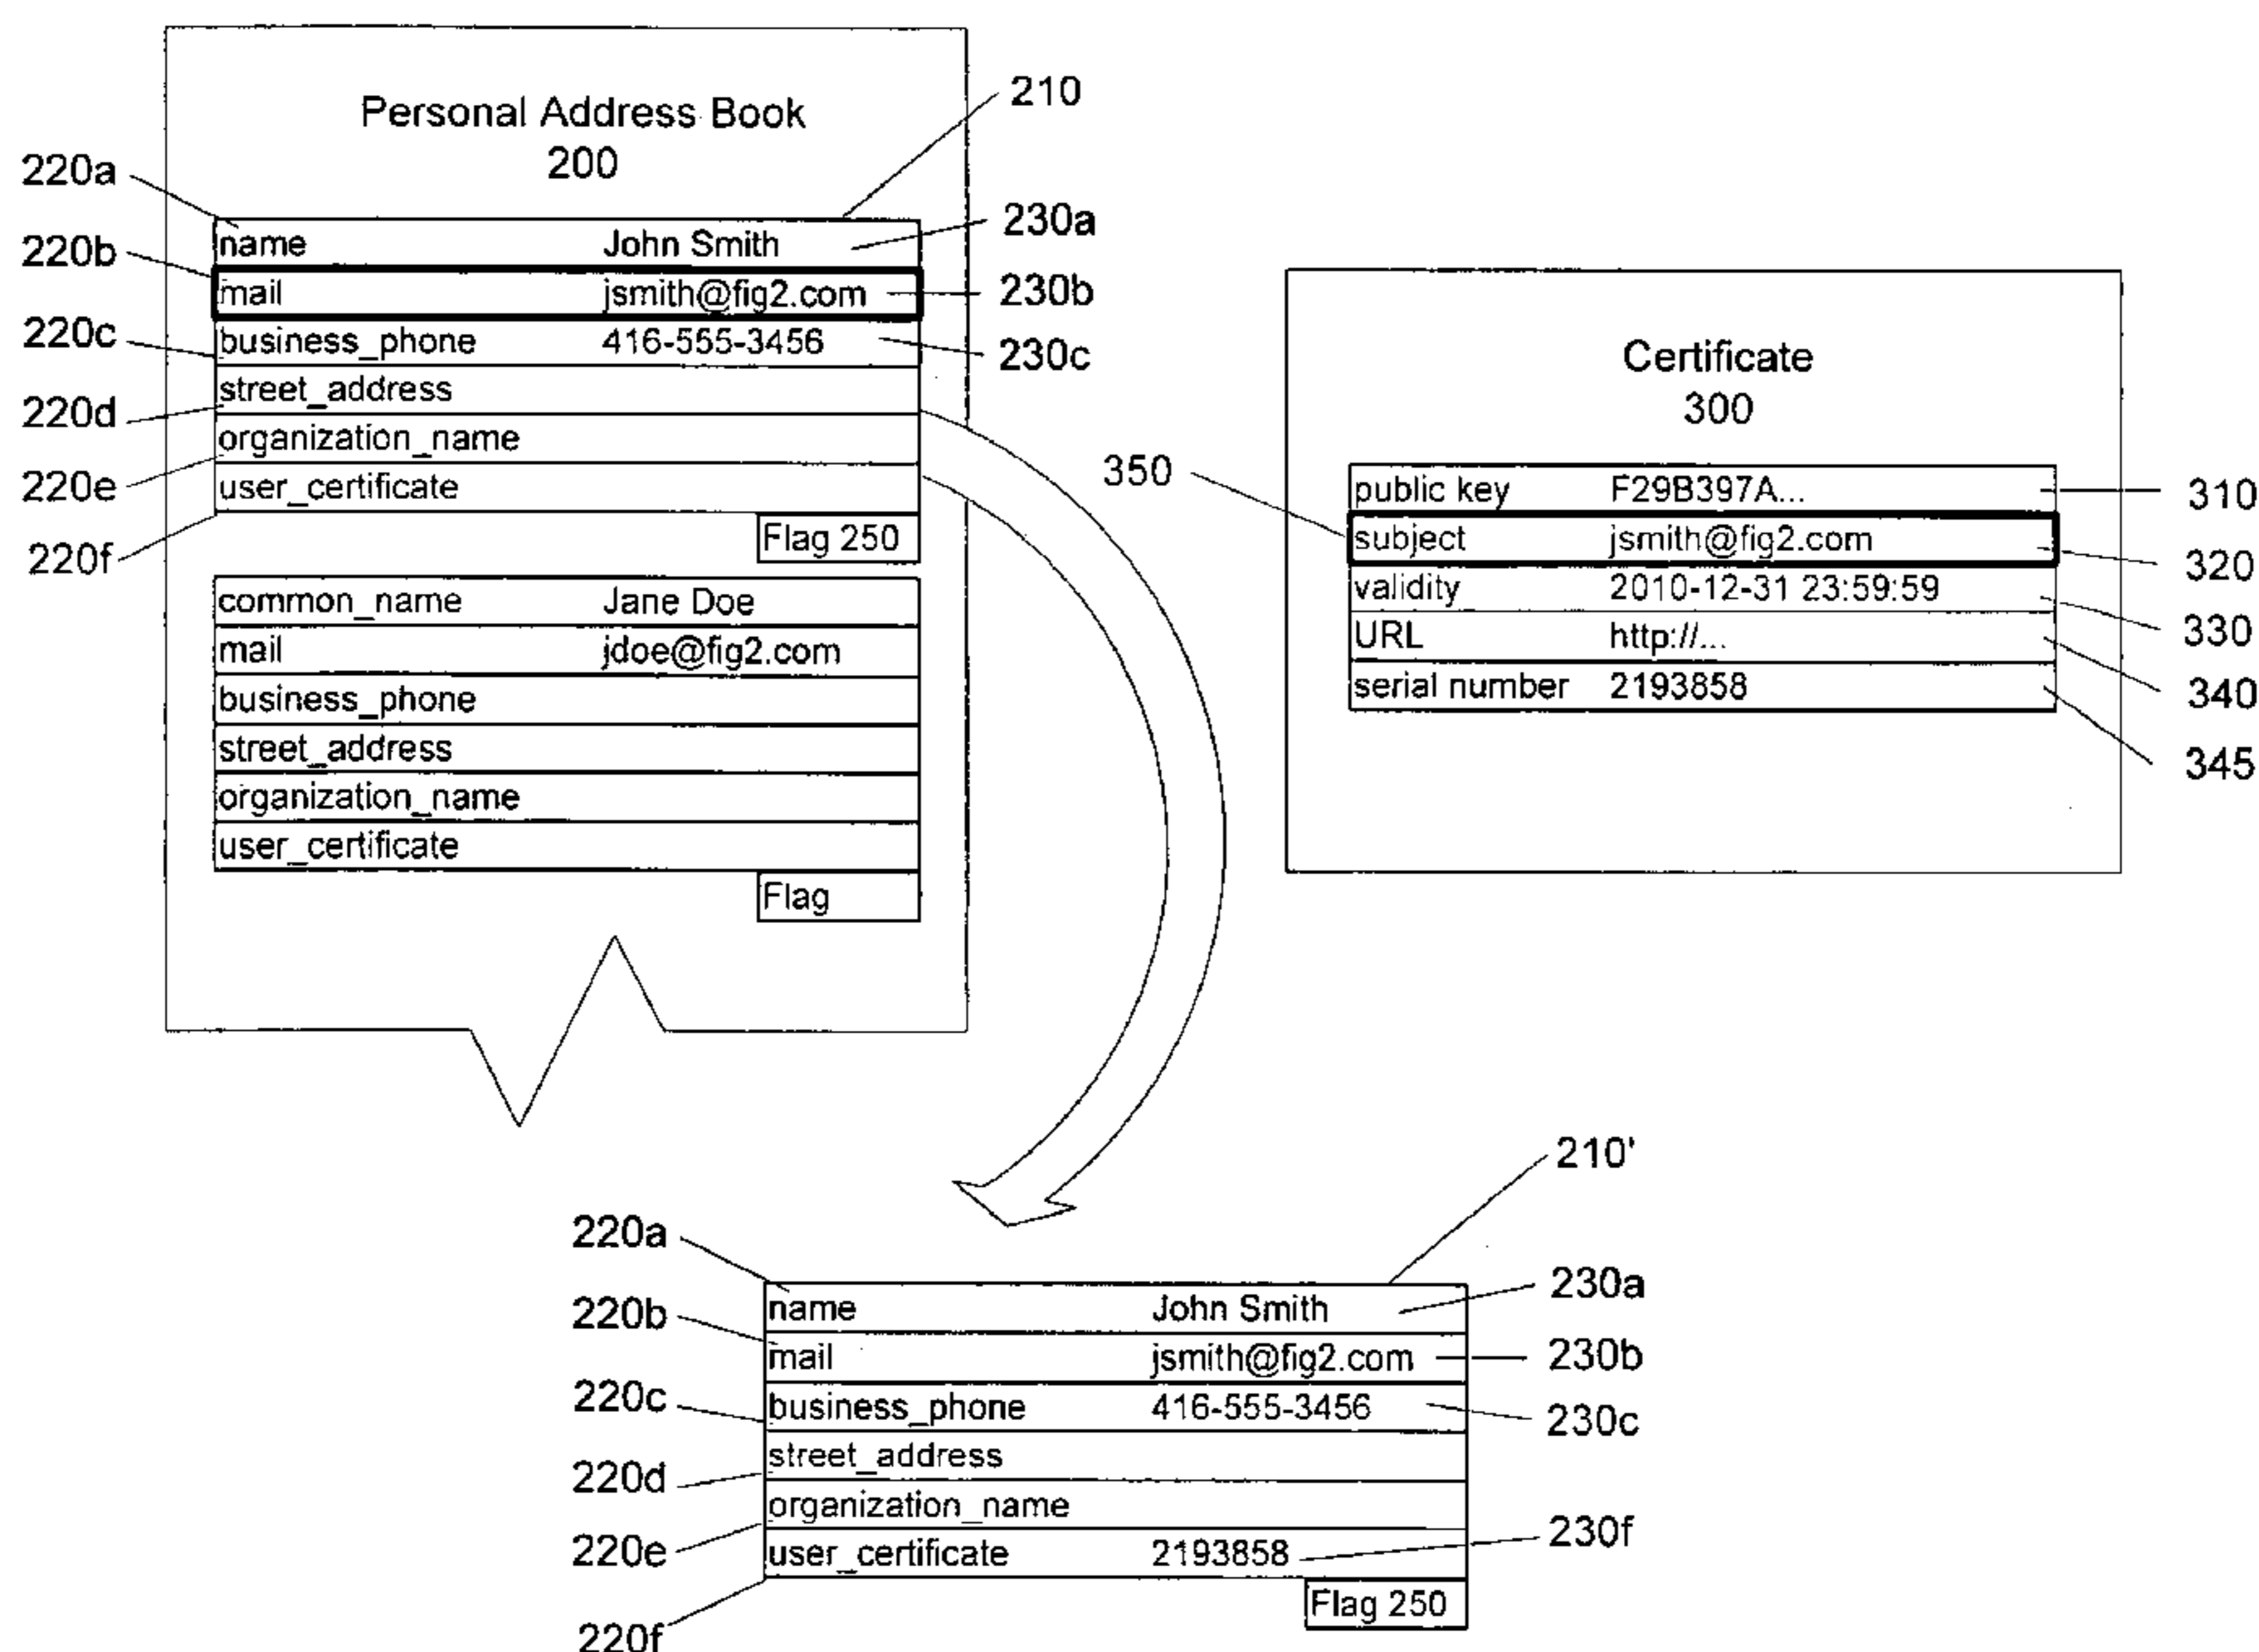 Personal Address Book
200
210
220a
220b
220c
220d
220e
220f
name John Smith
mail jsmith@fig2.com
business_phone 416-555-3456
street_address
organization_name
user_certificate
Flag 250
230a
230b
230c
common_name Jane Doe
mail jdoe@fig2.com
business_phone
street_address
organization_name
user_certificate
Flag
Certificate
300
350
public key F29B397A...
subject jsmith@fig2.com
validity 2010-12-31 23:59:59
URL http://...
serial number 2193858
310
320
330
340
345
210'
220a
220b
220c
220d
220e
220f
name John Smith
mail jsmith@fig2.com
business_phone 416-555-3456
street_address
organization_name
user_certificate 2193858
Flag 250
230a
230b
230c
230f